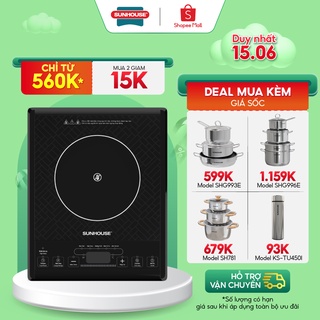 SUNHOUSE
Shopee Mall
Duy nhất
15.06
CHỈ TỪ
560K*
MUA 2 GIẢM
15K
DEAL MUA KÈM
GIÁ SỐC
599K
Model SHG993E
1.159K
Model SHG996E
679K
Model SH781
93K
Model KS-TU450I
SUNHOUSE
HỖ TRỢ
VẬN CHUYỂN
*Số lượng có hạn
giá sau khi áp dụng toàn bộ ưu đãi